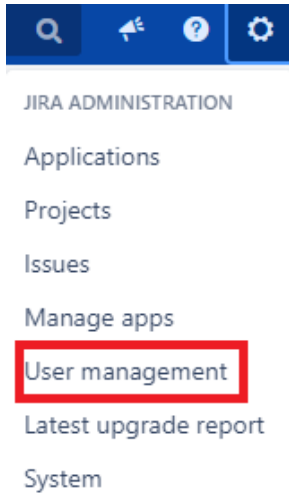 JIRA ADMINISTRATION
Applications
Projects
Issues
Manage apps
User management
Latest upgrade report
System